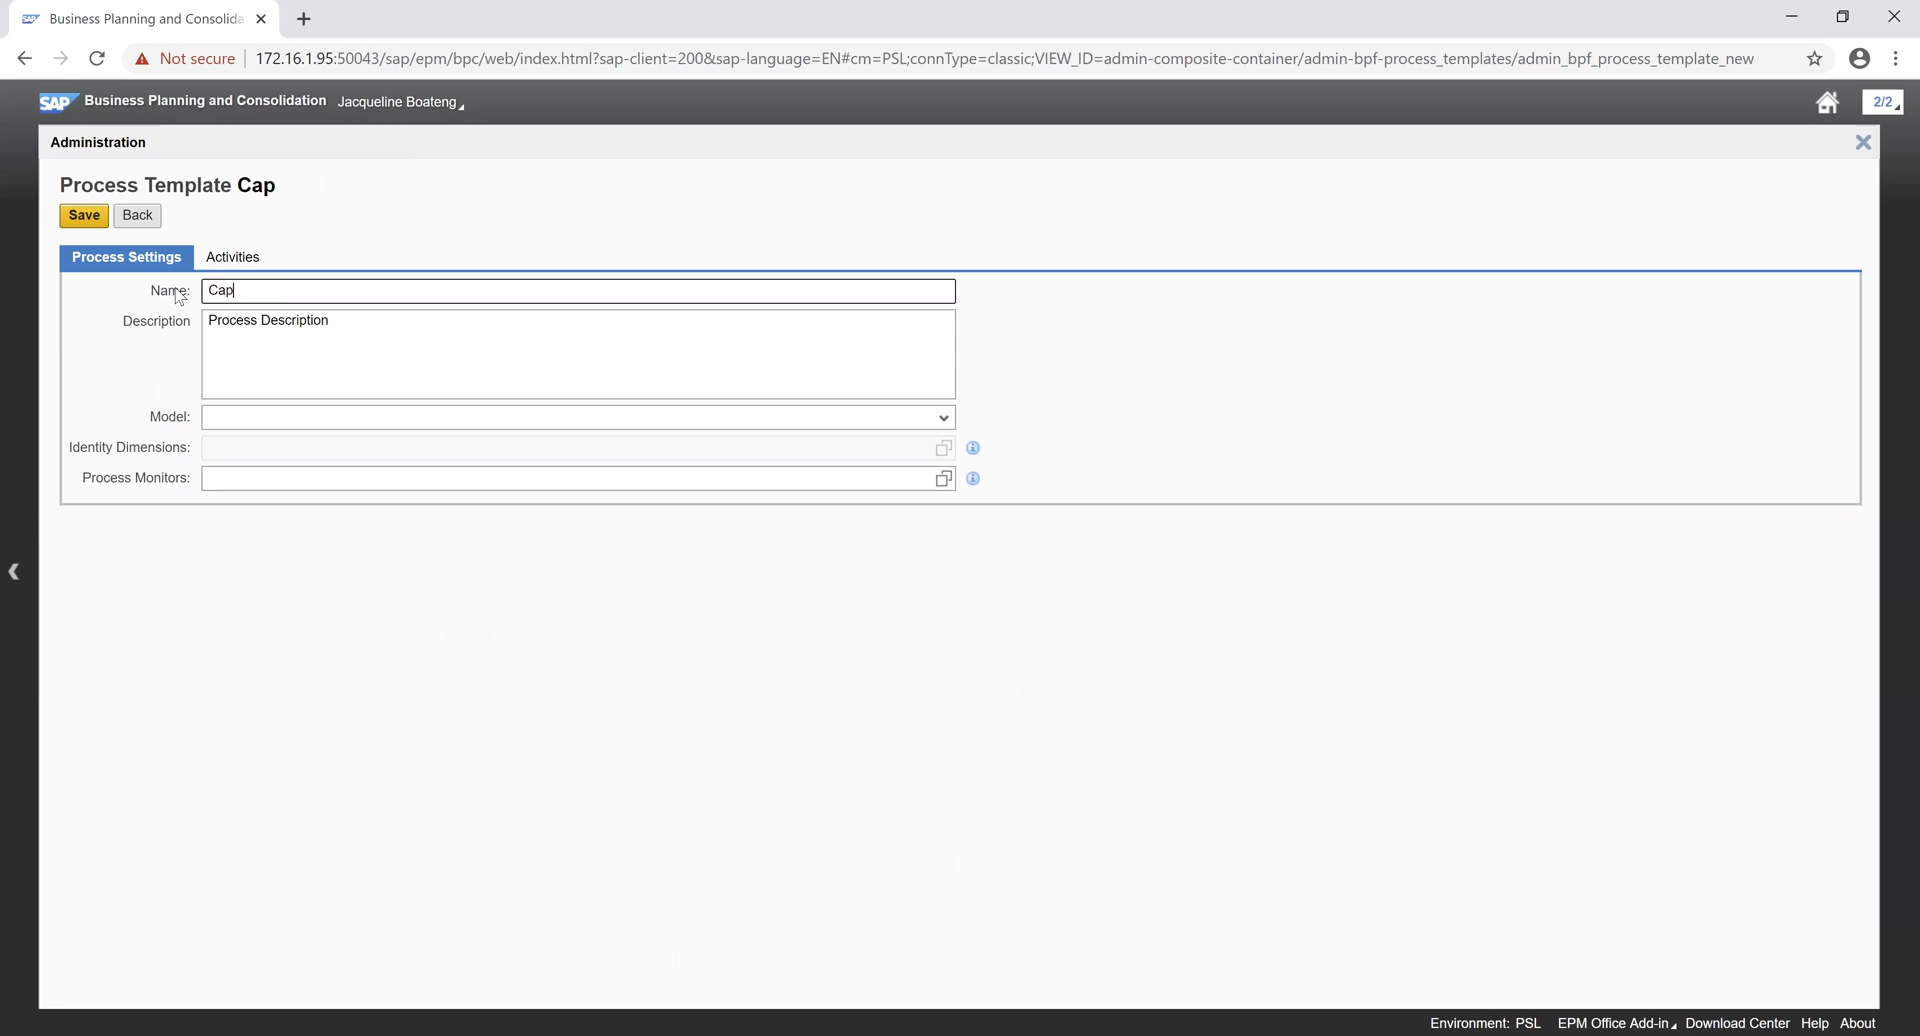 SAP Business Planning and Consolida
Not secure 172.16.1.95:50043/sap/epm/bpc/web/index.html?sap-client=200&sap-language=EN#cm=PSL;connType=classic;VIEW_ID=admin-composite-container/admin-bpf-process_templates/admin_bpf_process_template_new
SAP Business Planning and Consolidation Jacqueline Boateng 2/2
Administration
Process Template Cap
Save Back
Process Settings Activities
Name: Cap
Description Process Description
Model:
Identity Dimensions:
Process Monitors:
Environment: PSL EPM Office Add-in Download Center Help About